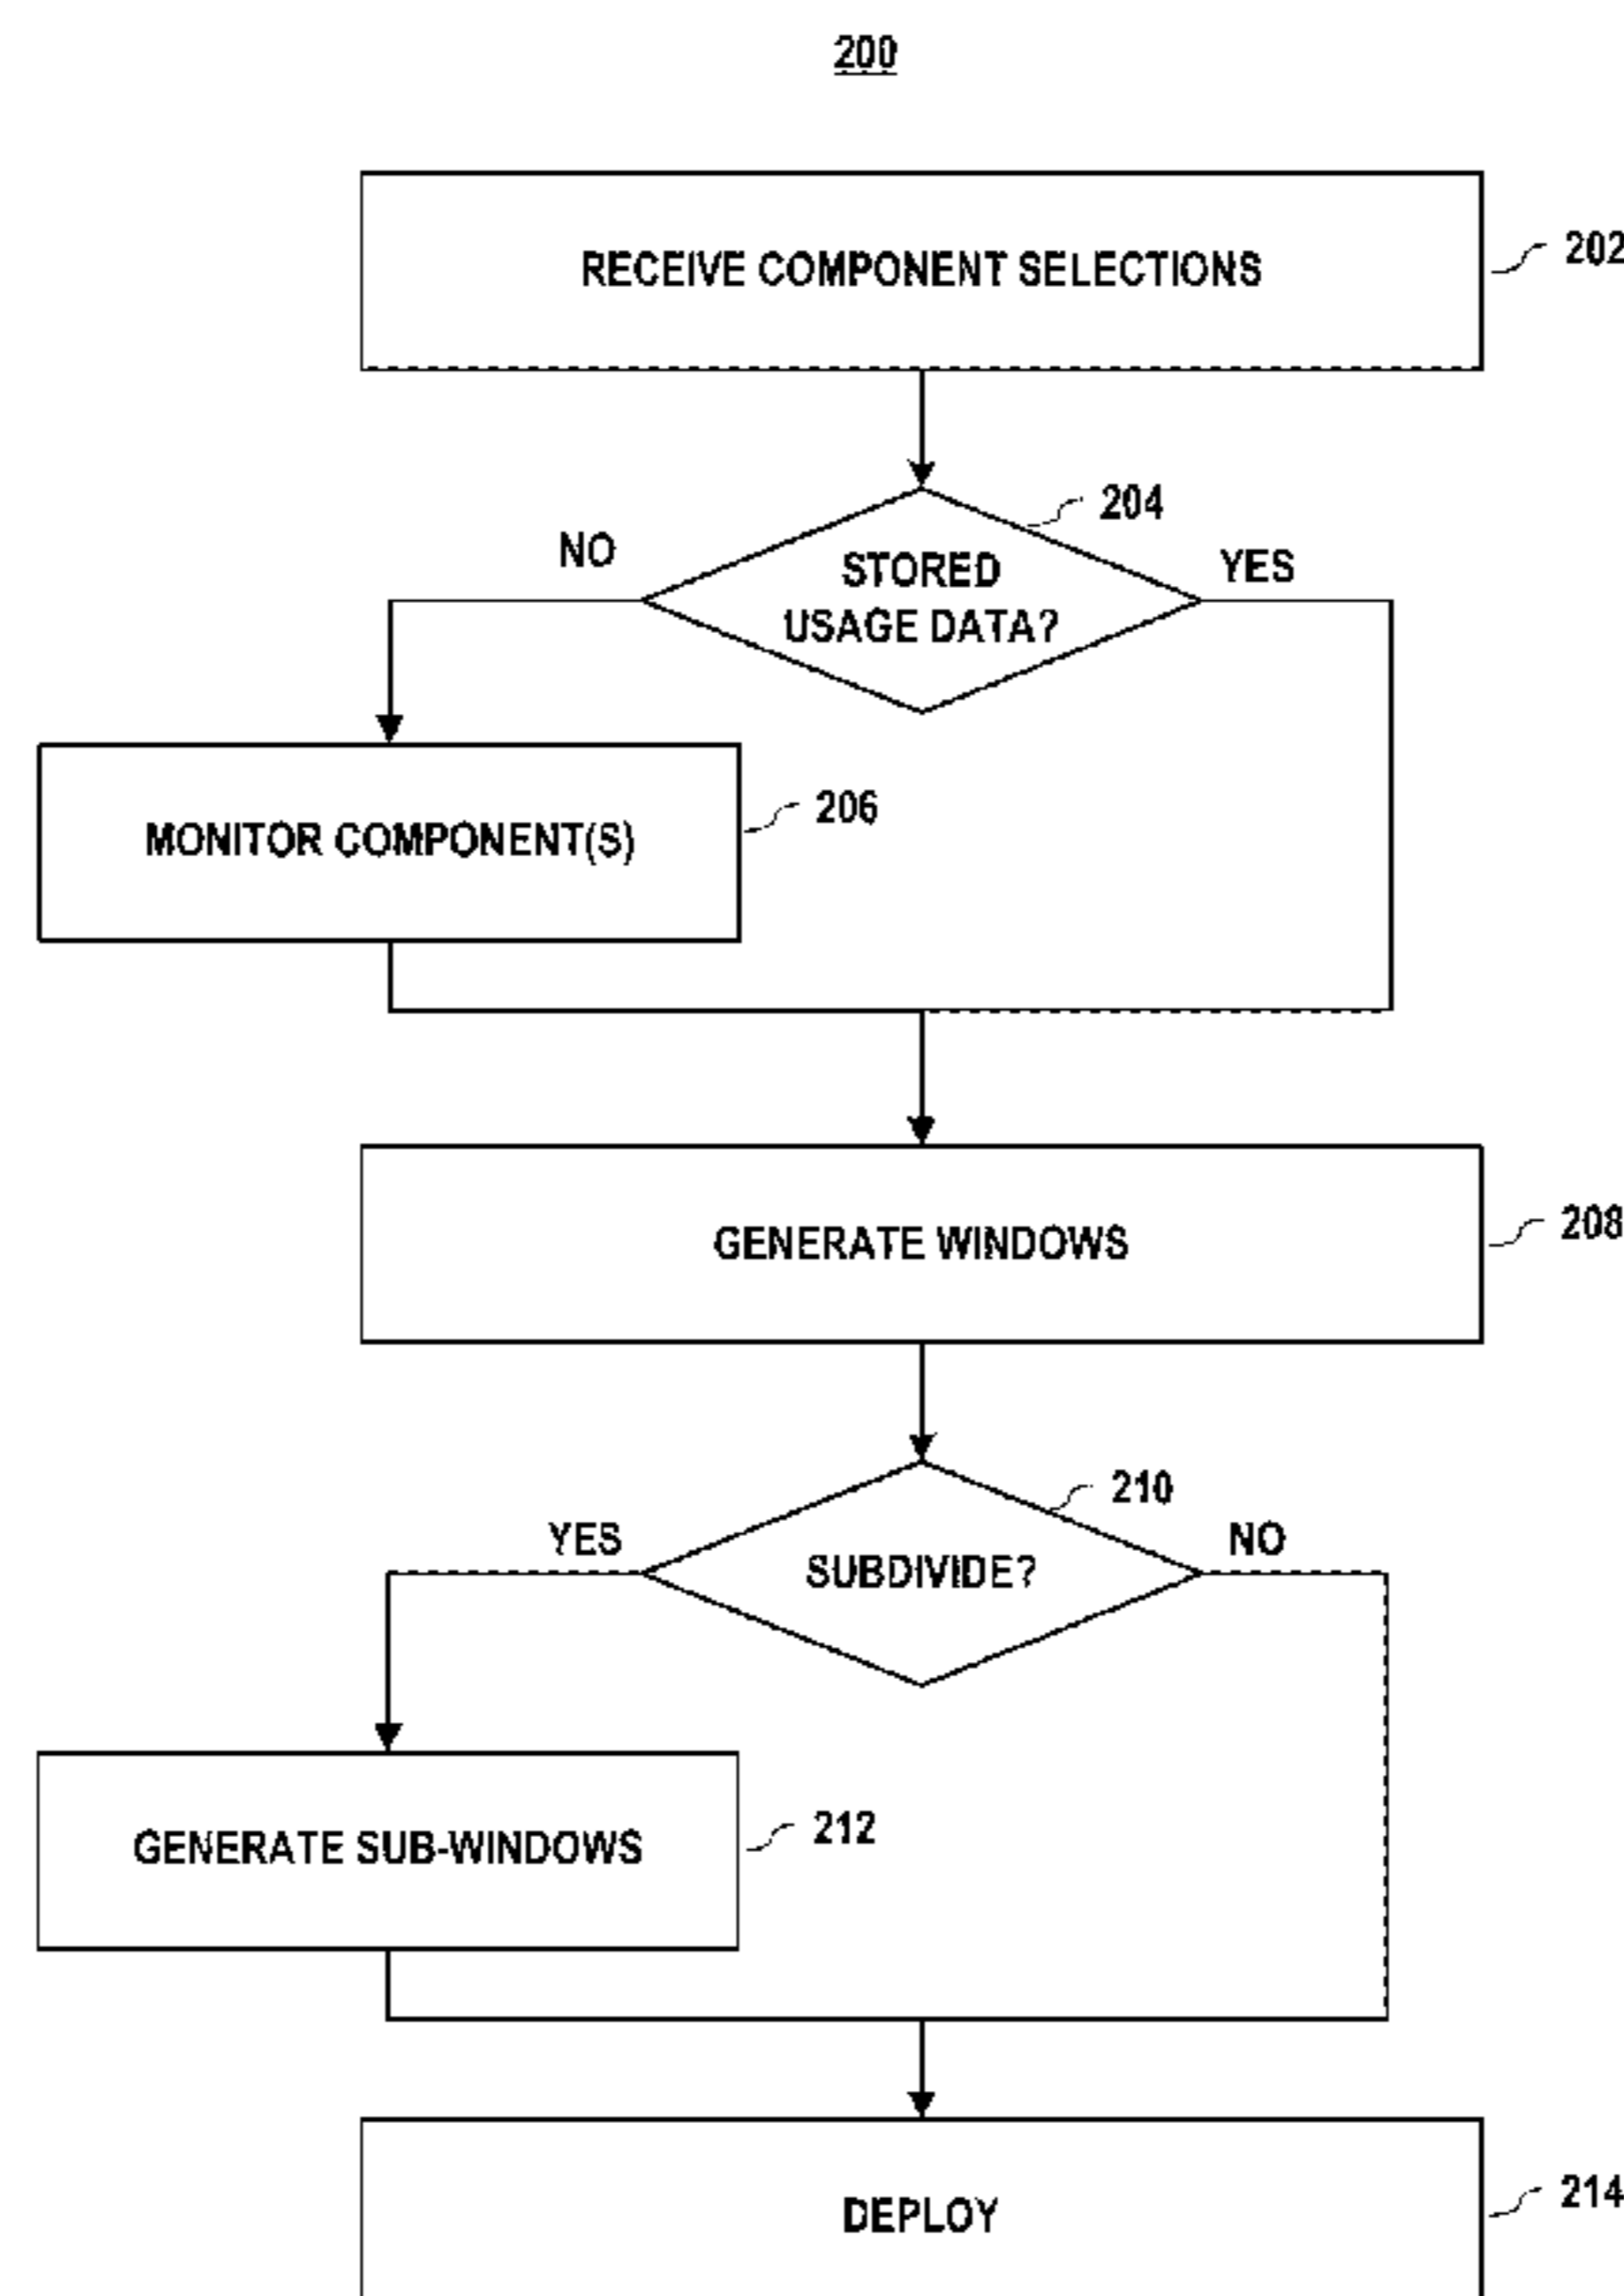 200
RECEIVE COMPONENT SELECTIONS
202
204
NO
STORED
USAGE DATA?
YES
MONITOR COMPONENT(S)
206
GENERATE WINDOWS
208
210
YES
SUBDIVIDE?
NO
GENERATE SUB-WINDOWS
212
DEPLOY
214